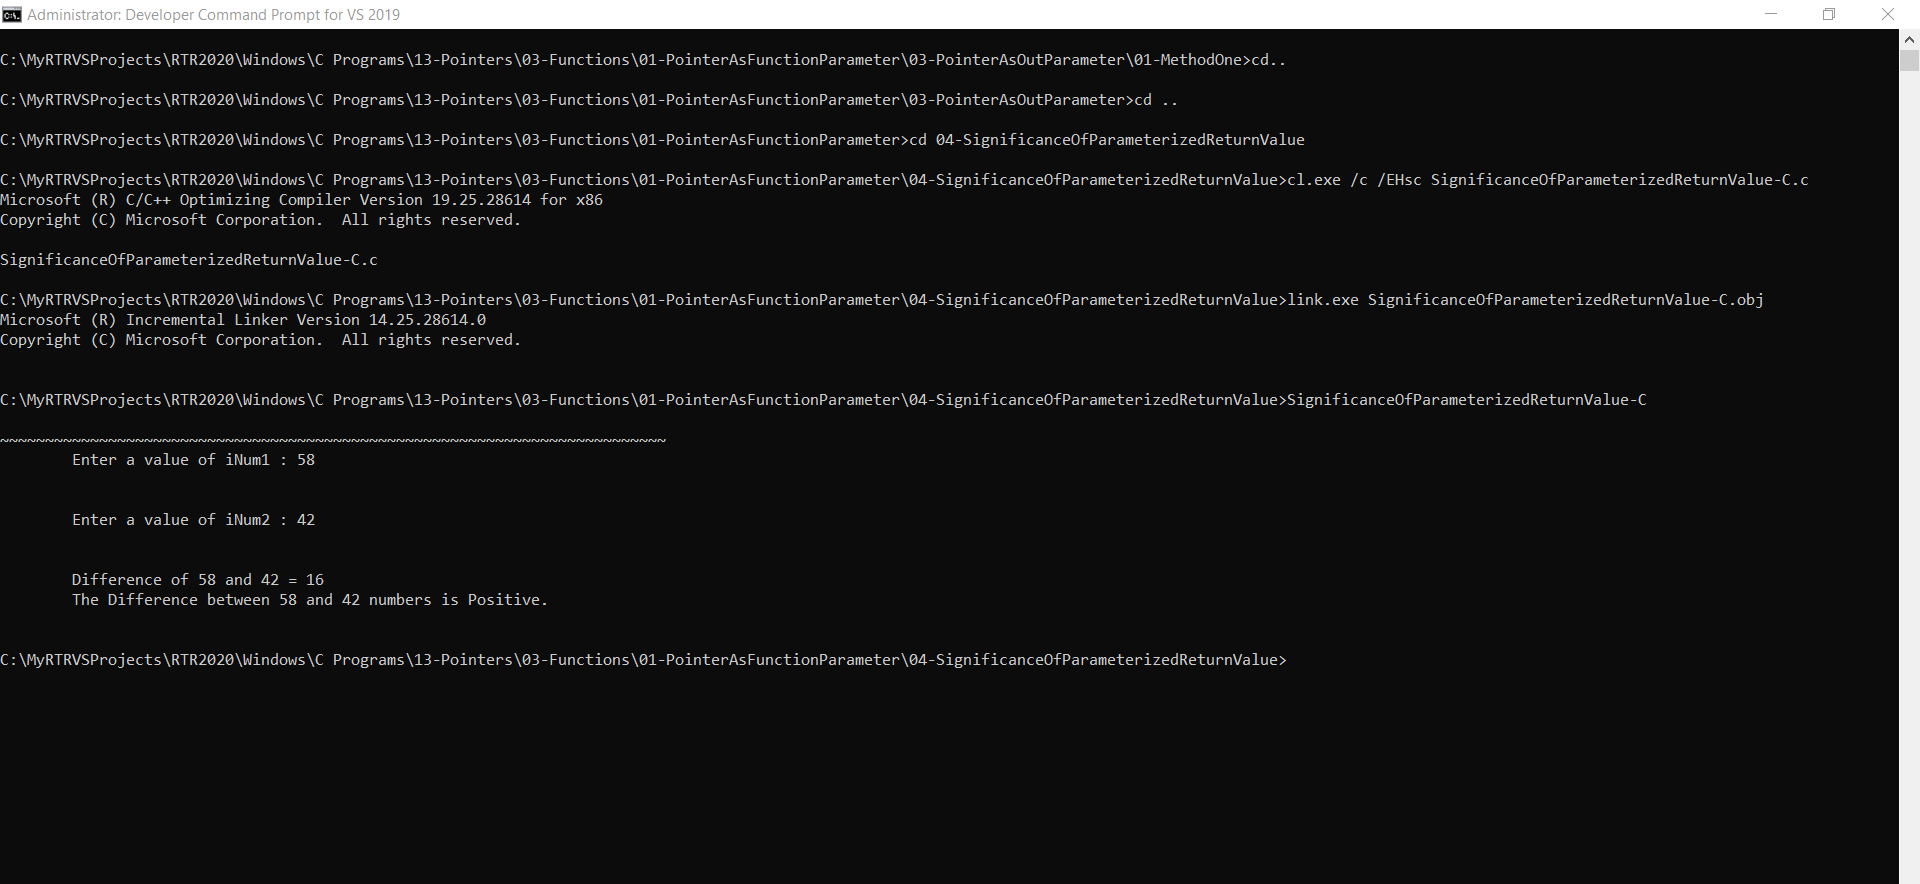 Administrator: Developer Command Prompt for VS 2019
C:\MyRTRVSProjects\RTR2020\Windows\C Programs\13-Pointers\03-Functions\01-PointerAsFunctionParameter\03-PointerAsOutParameter\01-MethodOne>cd..
C:\MyRTRVSProjects\RTR2020\Windows\C Programs\13-Pointers\03-Functions\01-PointerAsFunctionParameter\03-PointerAsOutParameter>cd ..
C:\MyRTRVSProjects\RTR2020\Windows\C Programs\13-Pointers\03-Functions\01-PointerAsFunctionParameter>cd 04-SignificanceOfParameterizedReturnValue
C:\MyRTRVSProjects\RTR2020\Windows\C Programs\13-Pointers\03-Functions\01-PointerAsFunctionParameter\04-SignificanceOfParameterizedReturnValue>cl.exe /c /EHsc SignificanceOfParameterizedReturnValue-C.c
Microsoft (R) C/C++ Optimizing Compiler Version 19.25.28614 for x86
Copyright (C) Microsoft Corporation.  All rights reserved.
SignificanceOfParameterizedReturnValue-C.c
C:\MyRTRVSProjects\RTR2020\Windows\C Programs\13-Pointers\03-Functions\01-PointerAsFunctionParameter\04-SignificanceOfParameterizedReturnValue>link.exe SignificanceOfParameterizedReturnValue-C.obj
Microsoft (R) Incremental Linker Version 14.25.28614.0
Copyright (C) Microsoft Corporation.  All rights reserved.
C:\MyRTRVSProjects\RTR2020\Windows\C Programs\13-Pointers\03-Functions\01-PointerAsFunctionParameter\04-SignificanceOfParameterizedReturnValue>SignificanceOfParameterizedReturnValue-C
~~~~~~~~~~~~~~~~~~~~~~~~~~~~~~~~~~~~~~~~~~~~~~~~~~~~~~~~~~~~~~~~~~~~~~~~~~
Enter a value of iNum1 : 58
Enter a value of iNum2 : 42
Difference of 58 and 42 = 16
The Difference between 58 and 42 numbers is Positive.
C:\MyRTRVSProjects\RTR2020\Windows\C Programs\13-Pointers\03-Functions\01-PointerAsFunctionParameter\04-SignificanceOfParameterizedReturnValue>